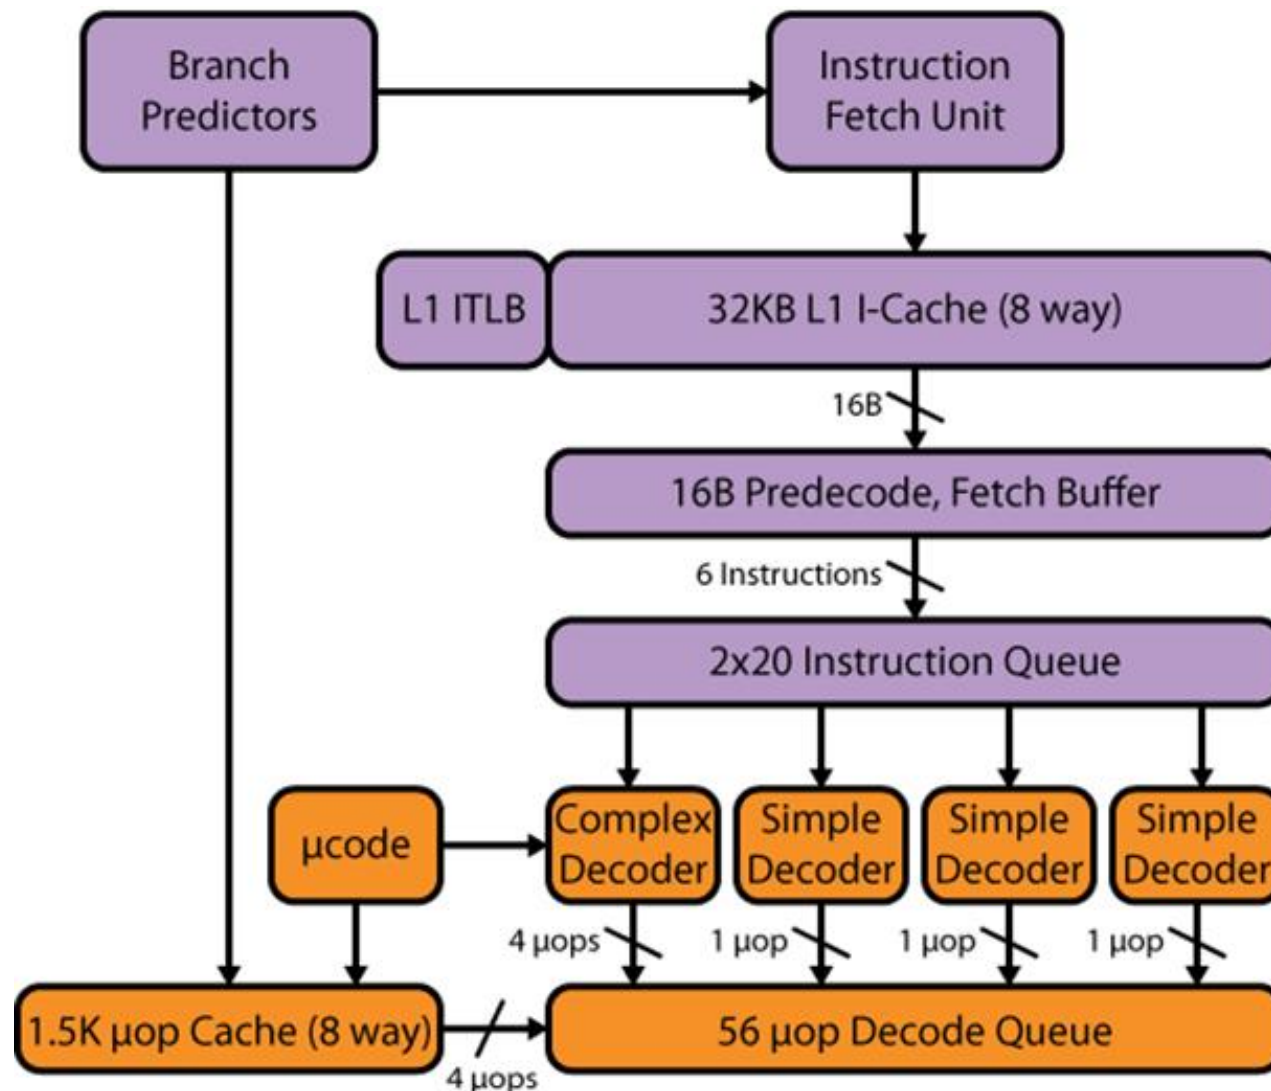 Branch
Predictors
Instruction
Fetch Unit
L1 ITLB
32KB L1 I-Cache (8 way)
16B
16B Predecode, Fetch Buffer
6 Instructions
2x20 Instruction Queue
µcode
Complex
Decoder
Simple
Decoder
Simple
Decoder
Simple
Decoder
4 µops
1 µop
1 µop
1 µop
1.5K µop Cache (8 way)
4 µops
56 µop Decode Queue